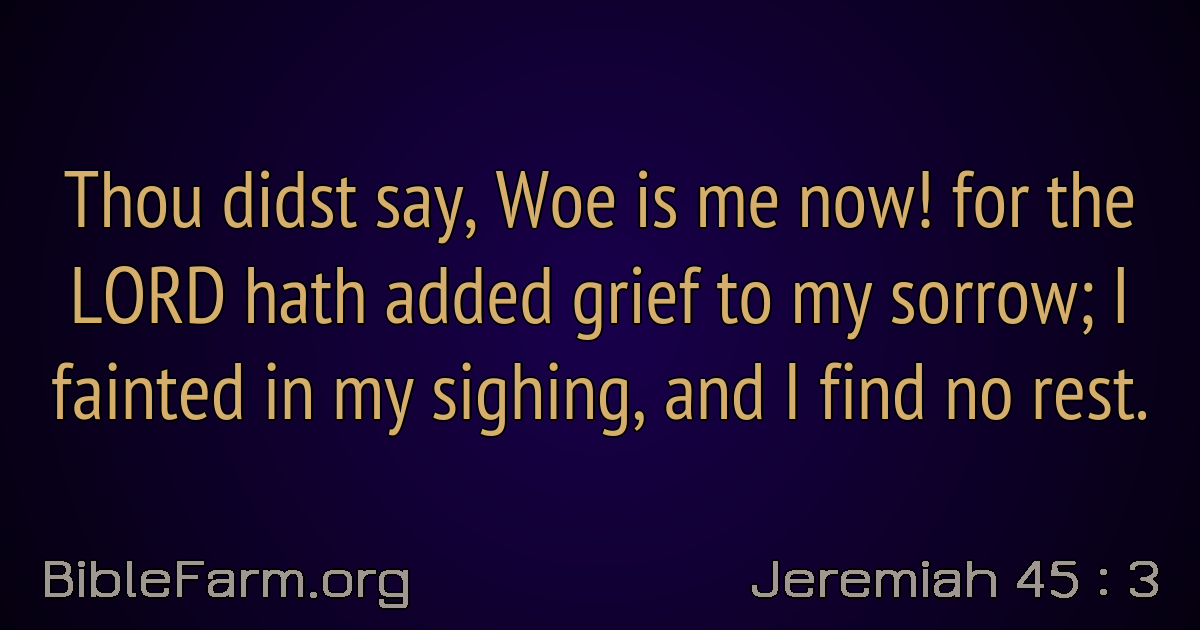 Thou didst say, Woe is me now! for the
LORD hath added grief to my sorrow; I
fainted in my sighing, and I find no rest.
BibleFarm.org
Jeremiah 45 : 3